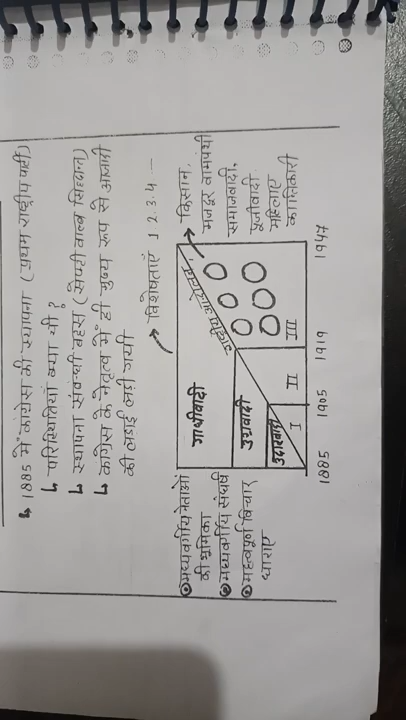 ↳ 1885 में कांग्रेस की स्थापना (प्रथम राष्ट्रीय पार्टी)
↳ परिस्थितियां क्या थी?
↳ स्थापना संबन्धी बहस (सेफ्टी वाल्व सिद्धान्त)
↳ कांग्रेस के नेतृत्व में ही मुख्य रूप से आजादी
की लड़ाई लड़ी गयी
→ विशेषताएँ 1 2 3 4 —
मध्यवर्गीय नेताओं
की भूमिका
मध्यवर्गीय संघर्ष
महत्वपूर्ण विचार
धाराएं
गांधीवादी
उग्रवादी
उदारवादी
राष्ट्रीय आंदोलन
I
II
III
1885 1905 1919 1947
→ किसान,
मजदूर वामपंथी
समाजवादी,
पूंजीवादी
महिलाएं
क्रान्तिकारी